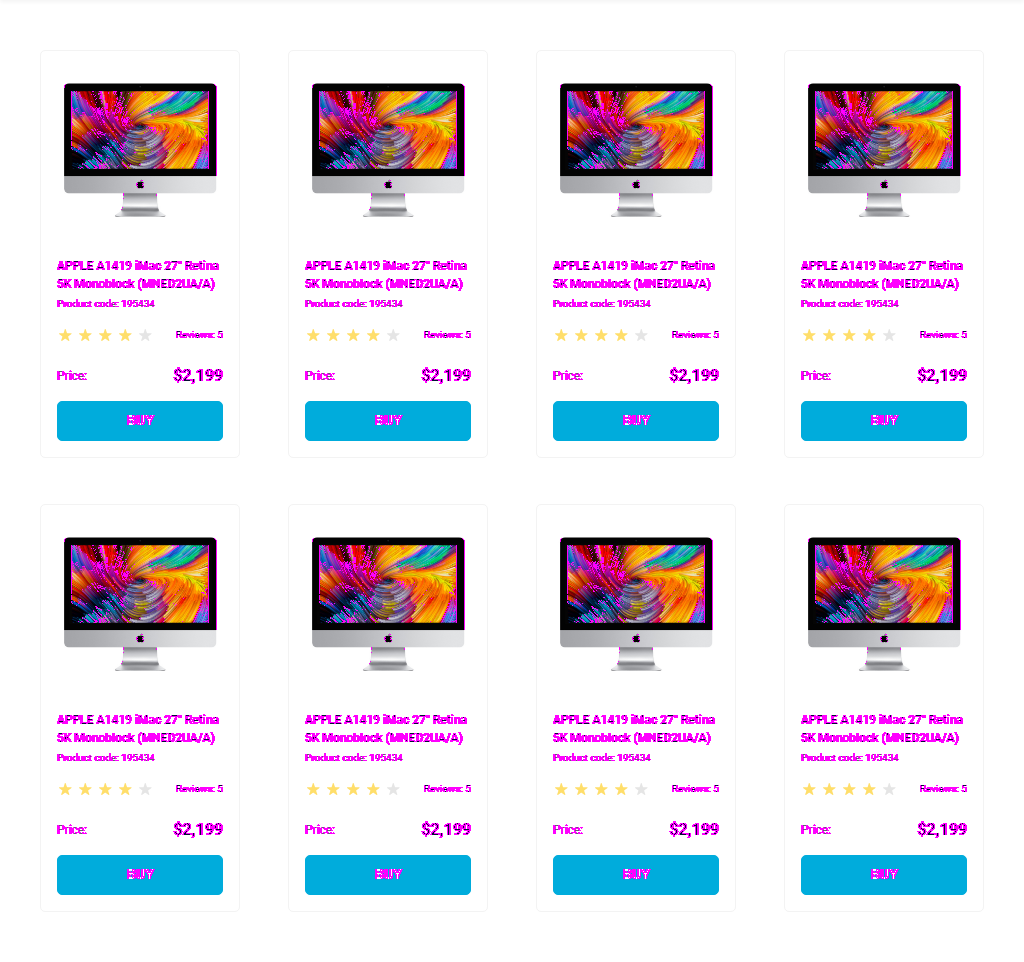 APPLE A1419 iMac 27" Retina
5K Monoblock (MNED2UA/A)
Product code: 195434
Reviews: 5
Price: $2,199
BUY
APPLE A1419 iMac 27" Retina
5K Monoblock (MNED2UA/A)
Product code: 195434
Reviews: 5
Price: $2,199
BUY
APPLE A1419 iMac 27" Retina
5K Monoblock (MNED2UA/A)
Product code: 195434
Reviews: 5
Price: $2,199
BUY
APPLE A1419 iMac 27" Retina
5K Monoblock (MNED2UA/A)
Product code: 195434
Reviews: 5
Price: $2,199
BUY
APPLE A1419 iMac 27" Retina
5K Monoblock (MNED2UA/A)
Product code: 195434
Reviews: 5
Price: $2,199
BUY
APPLE A1419 iMac 27" Retina
5K Monoblock (MNED2UA/A)
Product code: 195434
Reviews: 5
Price: $2,199
BUY
APPLE A1419 iMac 27" Retina
5K Monoblock (MNED2UA/A)
Product code: 195434
Reviews: 5
Price: $2,199
BUY
APPLE A1419 iMac 27" Retina
5K Monoblock (MNED2UA/A)
Product code: 195434
Reviews: 5
Price: $2,199
BUY